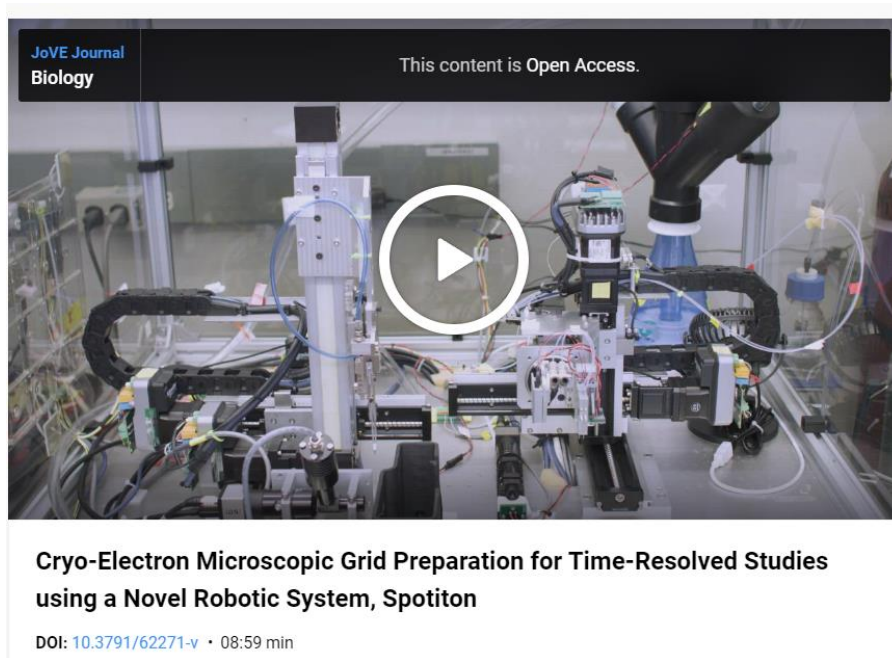 JoVE Journal
Biology
This content is Open Access.
Cryo-Electron Microscopic Grid Preparation for Time-Resolved Studies
using a Novel Robotic System, Spotiton
DOI: 10.3791/62271-v • 08:59 min